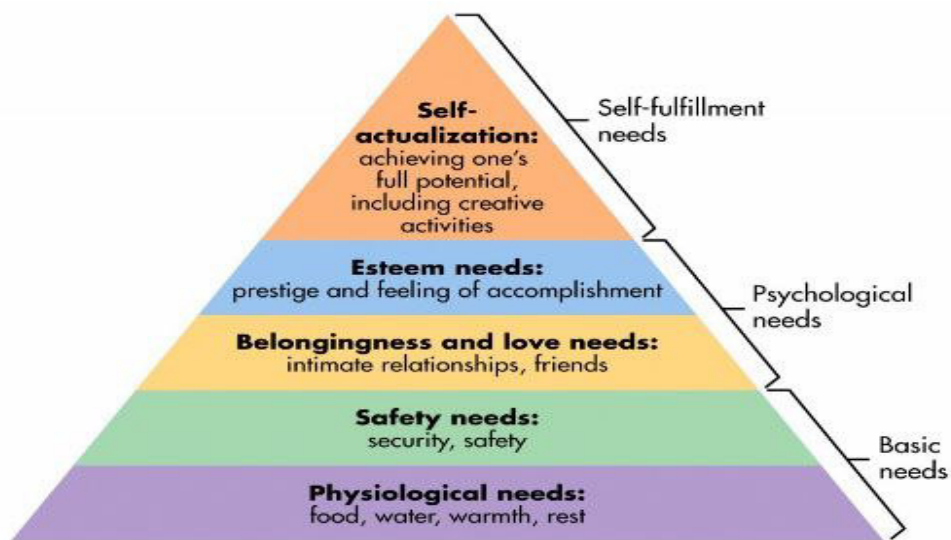 Self-
actualization:
achieving one's
full potential,
including creative
activities
Self-fulfillment
needs
Esteem needs:
prestige and feeling of accomplishment
Psychological
needs
Belongingness and love needs:
intimate relationships, friends
Safety needs:
security, safety
Basic
needs
Physiological needs:
food, water, warmth, rest